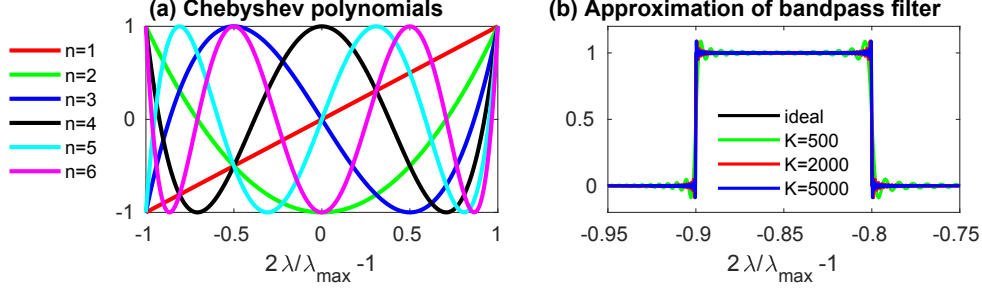 (a) Chebyshev polynomials
n=1
n=2
n=3
n=4
n=5
n=6
1
0
-1
-1
-0.5
0
0.5
1
2 λ/λmax -1
(b) Approximation of bandpass filter
1
0.5
0
ideal
K=500
K=2000
K=5000
-0.95
-0.9
-0.85
-0.8
-0.75
2 λ/λmax -1